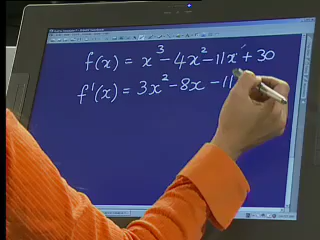 f(x) = x³ - 4x² - 11x + 30
f'(x) = 3x² - 8x - 11